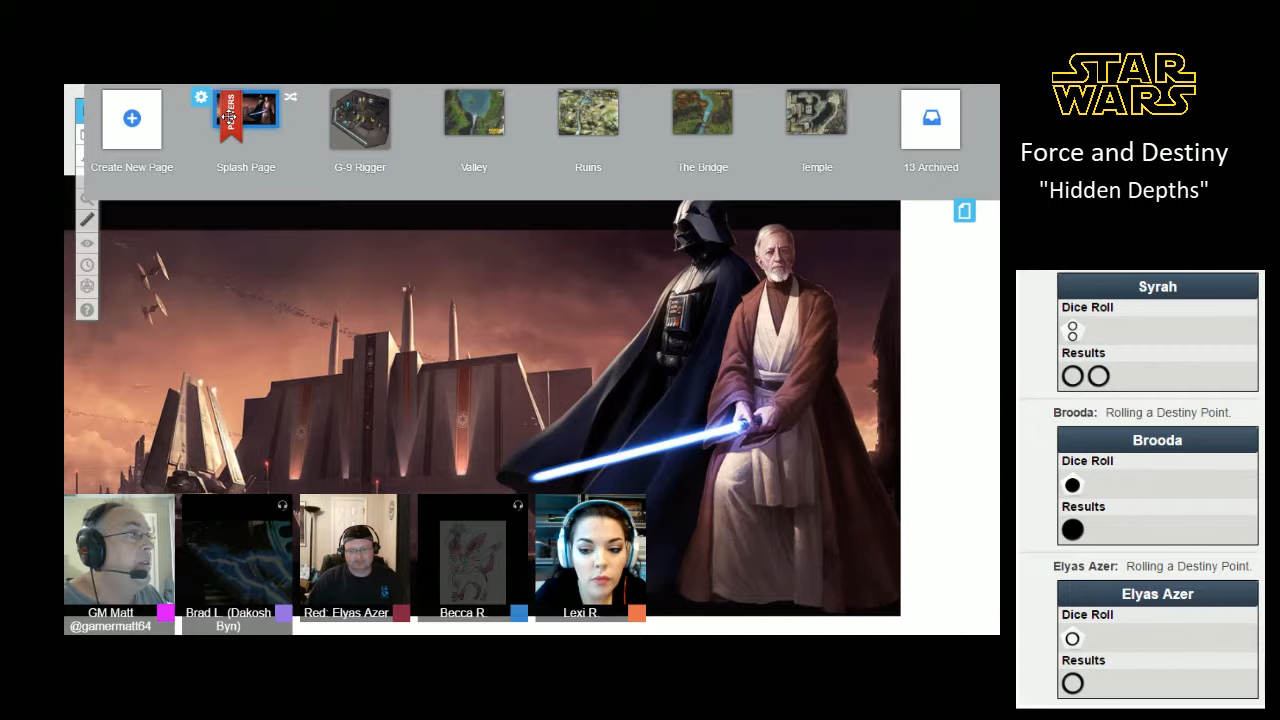 PLAYERS
Create New Page
Splash Page
G-9 Rigger
Valley
Ruins
The Bridge
Temple
13 Archived
GM Matt
@gamermatt64
Brad L. (Dakosh
Byn)
Red: Elyas Azer
Becca R.
Lexi R.
STAR
WARS
Force and Destiny
"Hidden Depths"
Syrah
Dice Roll
Results
Brooda: Rolling a Destiny Point.
Brooda
Dice Roll
Results
Elyas Azer: Rolling a Destiny Point.
Elyas Azer
Dice Roll
Results